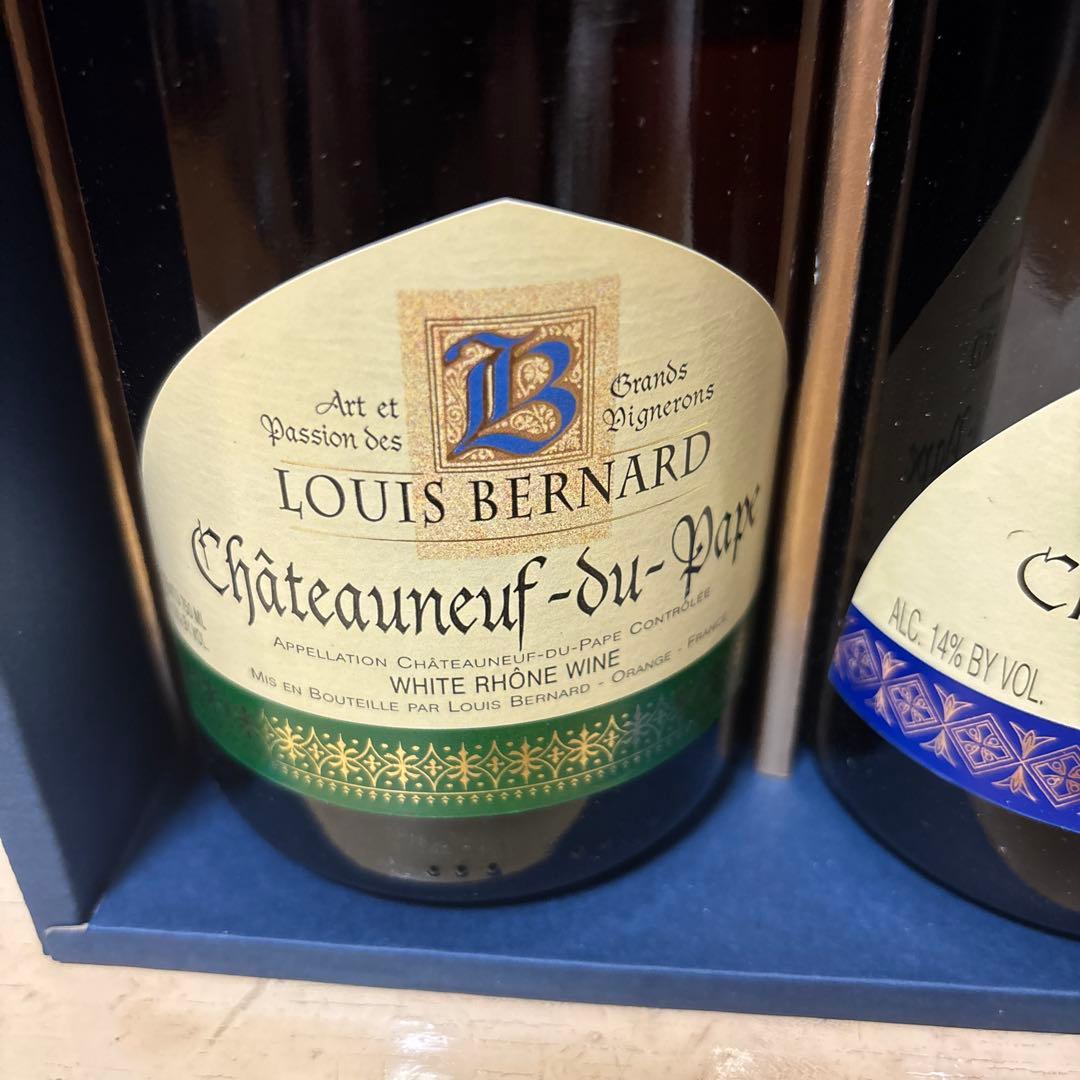 B
Art et
Passion des
Grands
Vignerons
LOUIS BERNARD
Châteauneuf-du-Pape
APPELLATION CHÂTEAUNEUF-DU-PAPE CONTRÔLÉE
WHITE RHÔNE WINE
MIS EN BOUTEILLE PAR LOUIS BERNARD - ORANGE - FRANCE
ALC. 14% BY VOL.